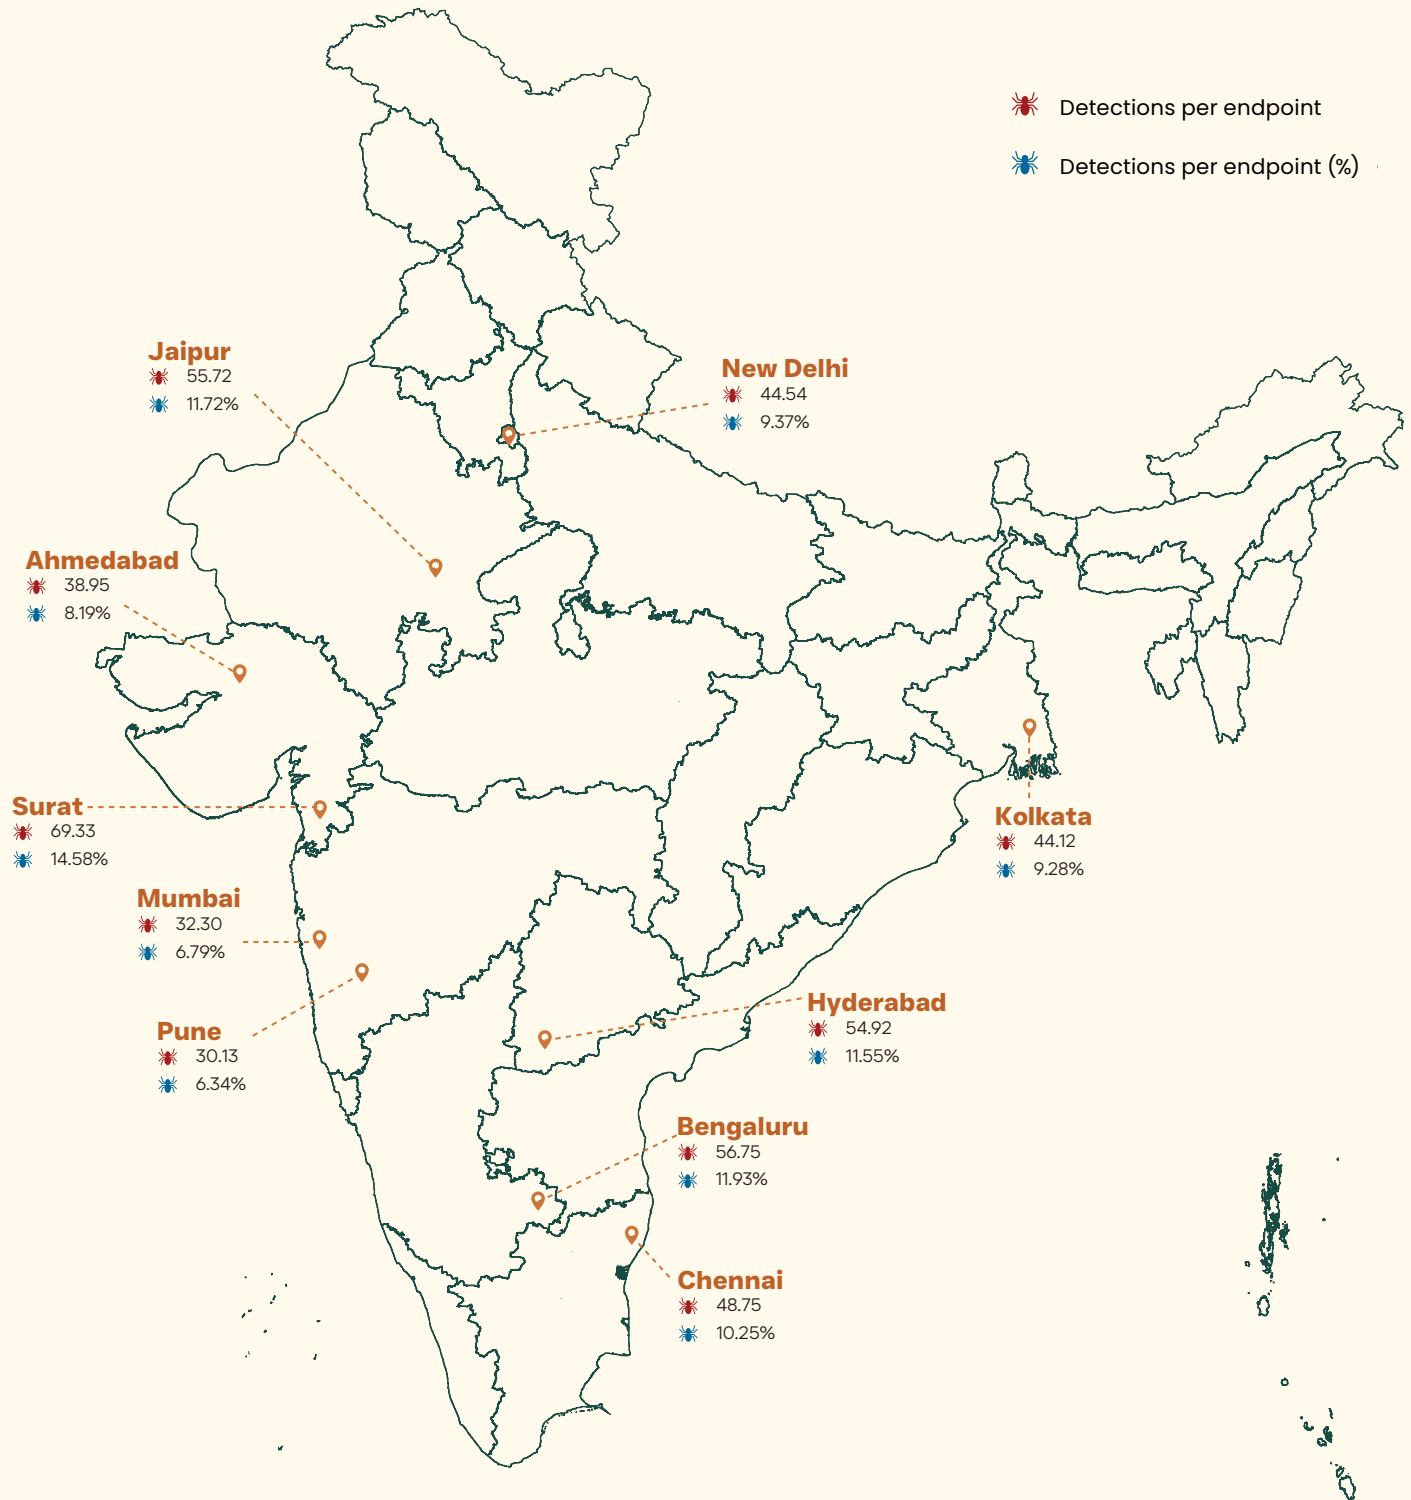 Detections per endpoint
Detections per endpoint (%)
Jaipur
55.72
11.72%
New Delhi
44.54
9.37%
Ahmedabad
38.95
8.19%
Surat
69.33
14.58%
Kolkata
44.12
9.28%
Mumbai
32.30
6.79%
Pune
30.13
6.34%
Hyderabad
54.92
11.55%
Bengaluru
56.75
11.93%
Chennai
48.75
10.25%